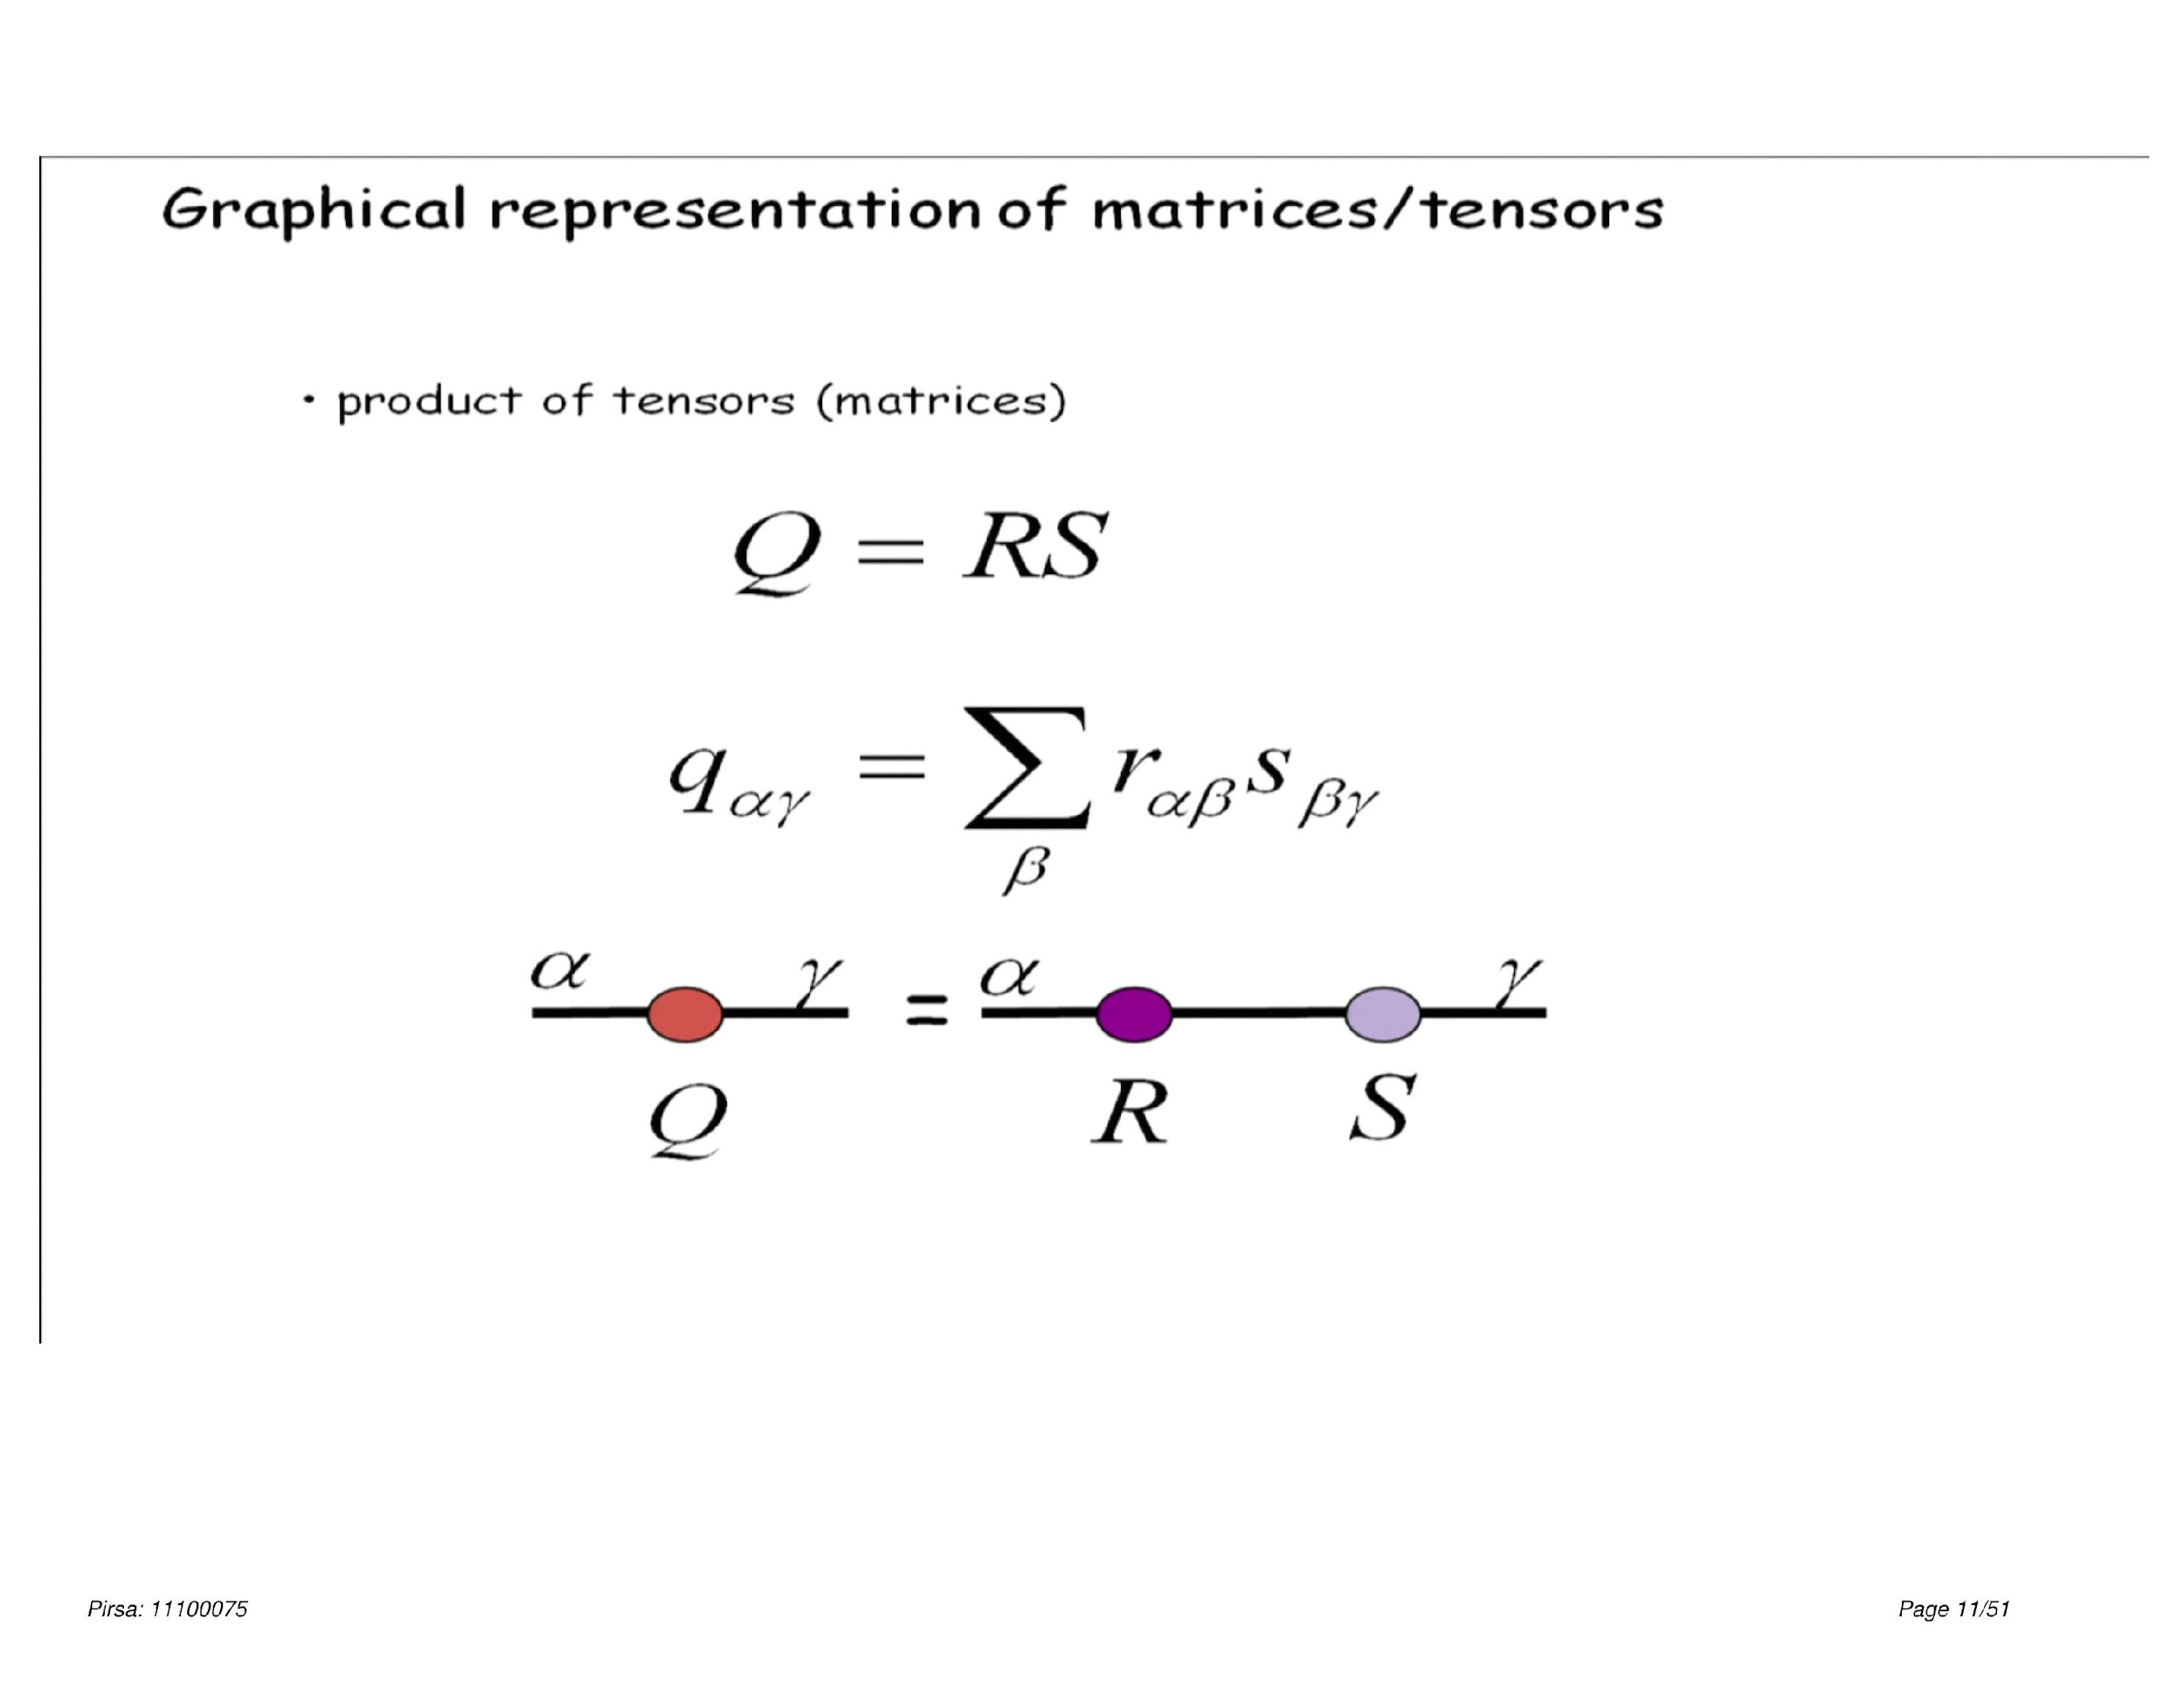 Graphical representation of matrices/tensors
• product of tensors (matrices)
Q = RS
q_{αγ} = ∑_β r_{αβ} s_{βγ}
α γ = α γ
Q R S
Pirsa: 11100075 Page 11/51